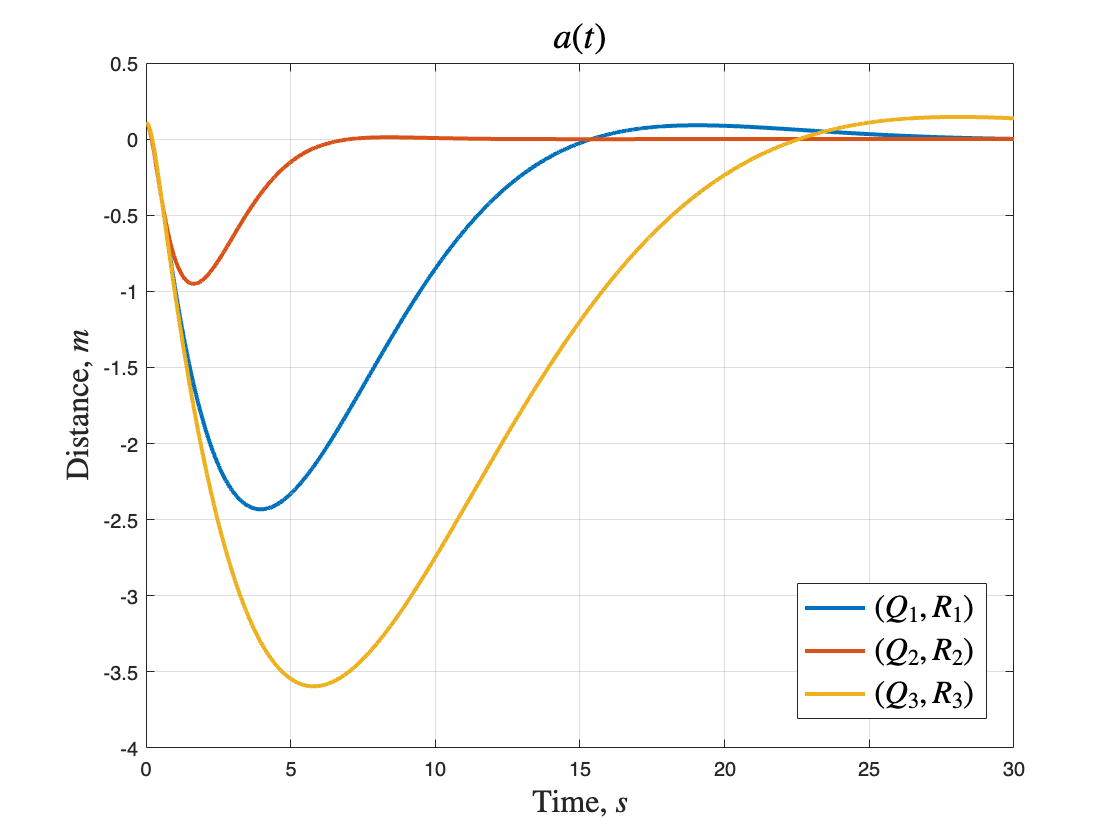 a(t)
0.5
0
-0.5
-1
-1.5
-2
-2.5
-3
-3.5
-4
Distance, m
0 5 10 15 20 25 30
Time, s
(Q₁, R₁)
(Q₂, R₂)
(Q₃, R₃)